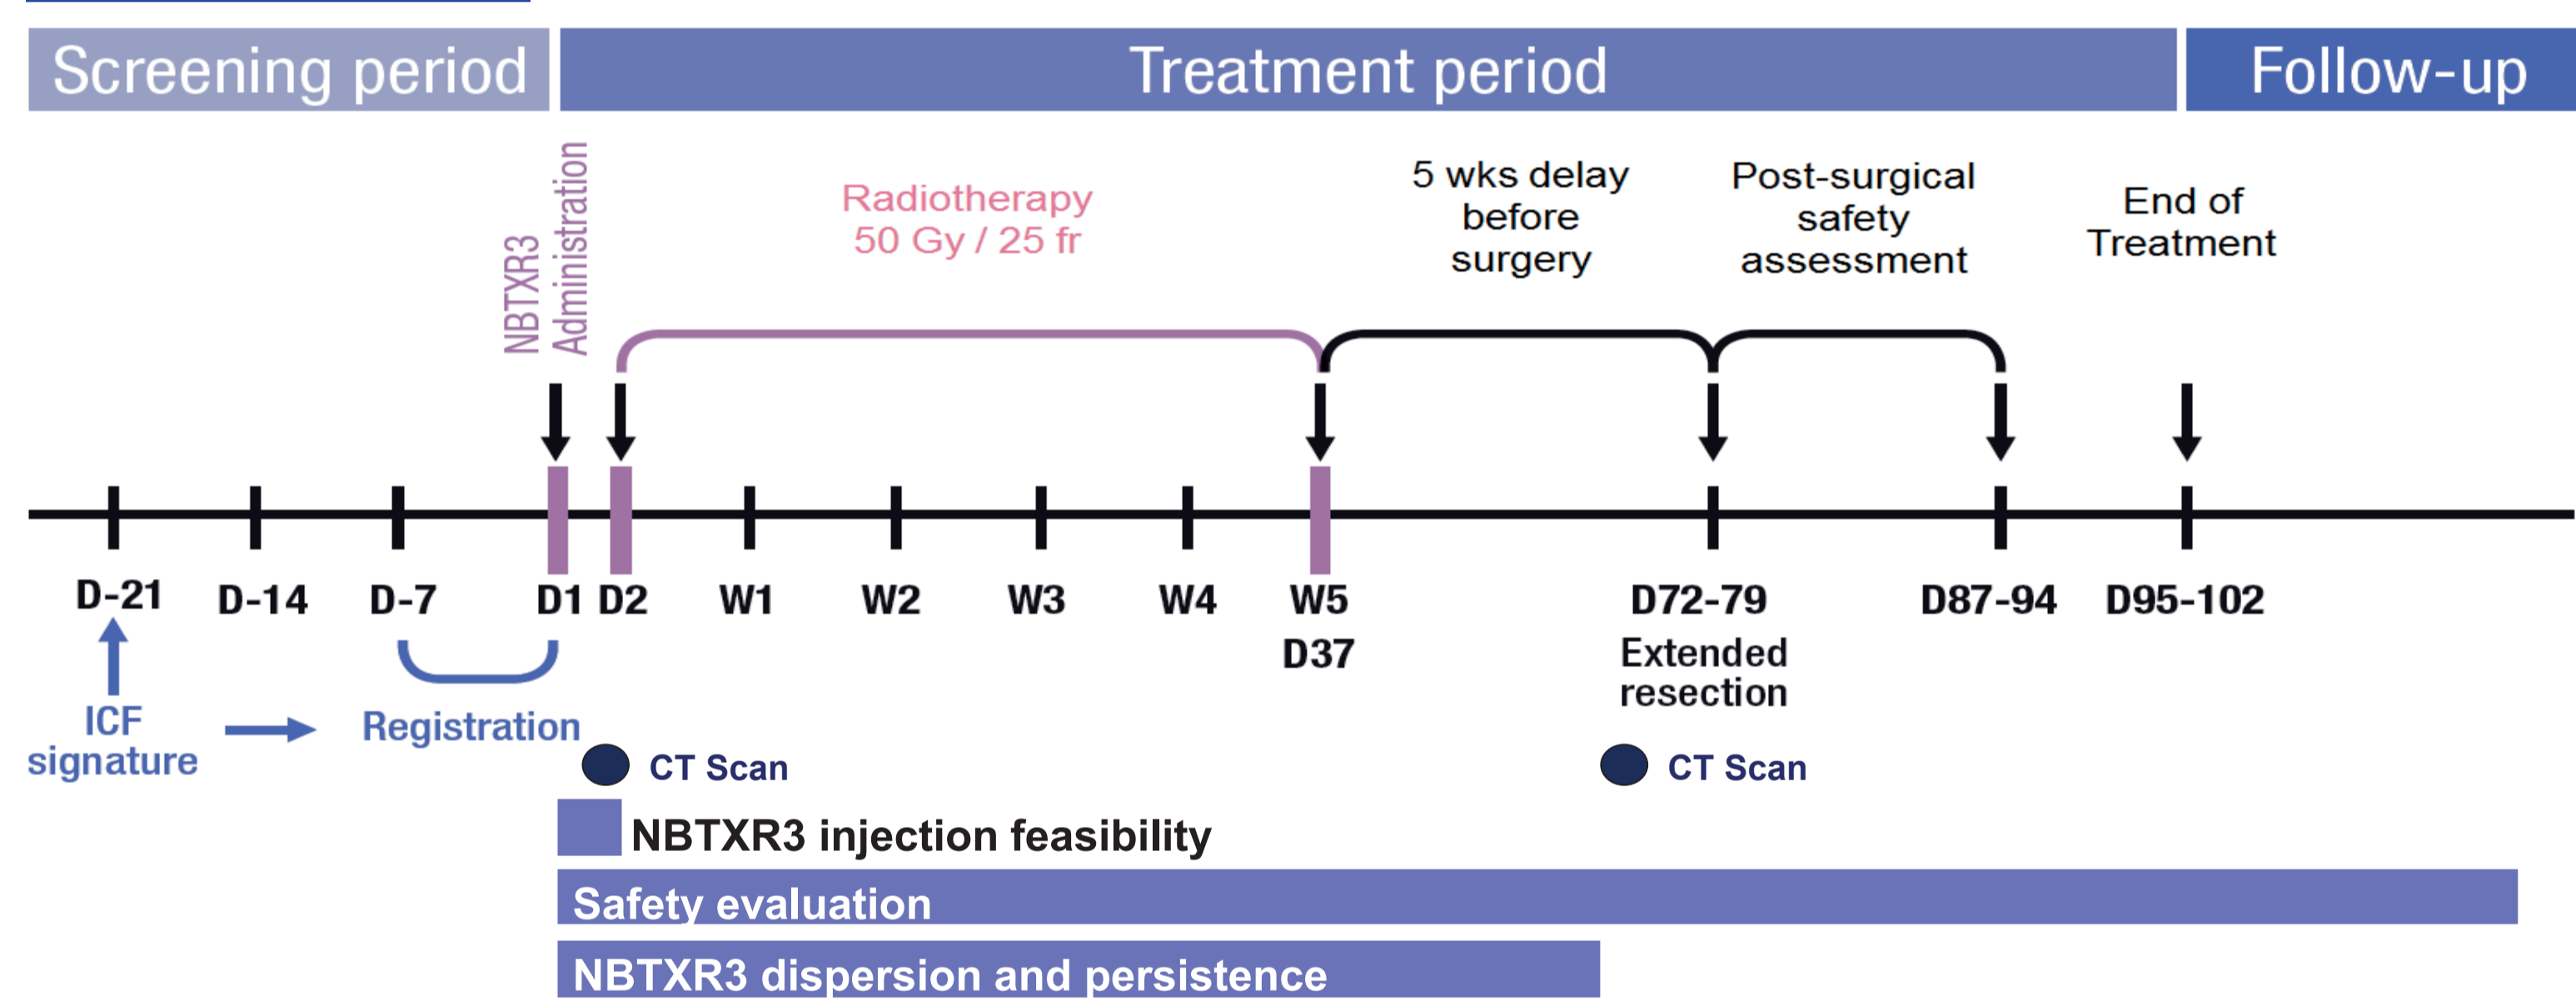 Screening period
Treatment period
Follow-up
NBTXR3
Administration
Radiotherapy
50 Gy / 25 fr
5 wks delay
before
surgery
Post-surgical
safety
assessment
End of
Treatment
D-21
D-14
D-7
D1
D2
W1
W2
W3
W4
W5
D37
D72-79
Extended
resection
D87-94
D95-102
ICF
signature
Registration
CT Scan
CT Scan
NBTXR3 injection feasibility
Safety evaluation
NBTXR3 dispersion and persistence